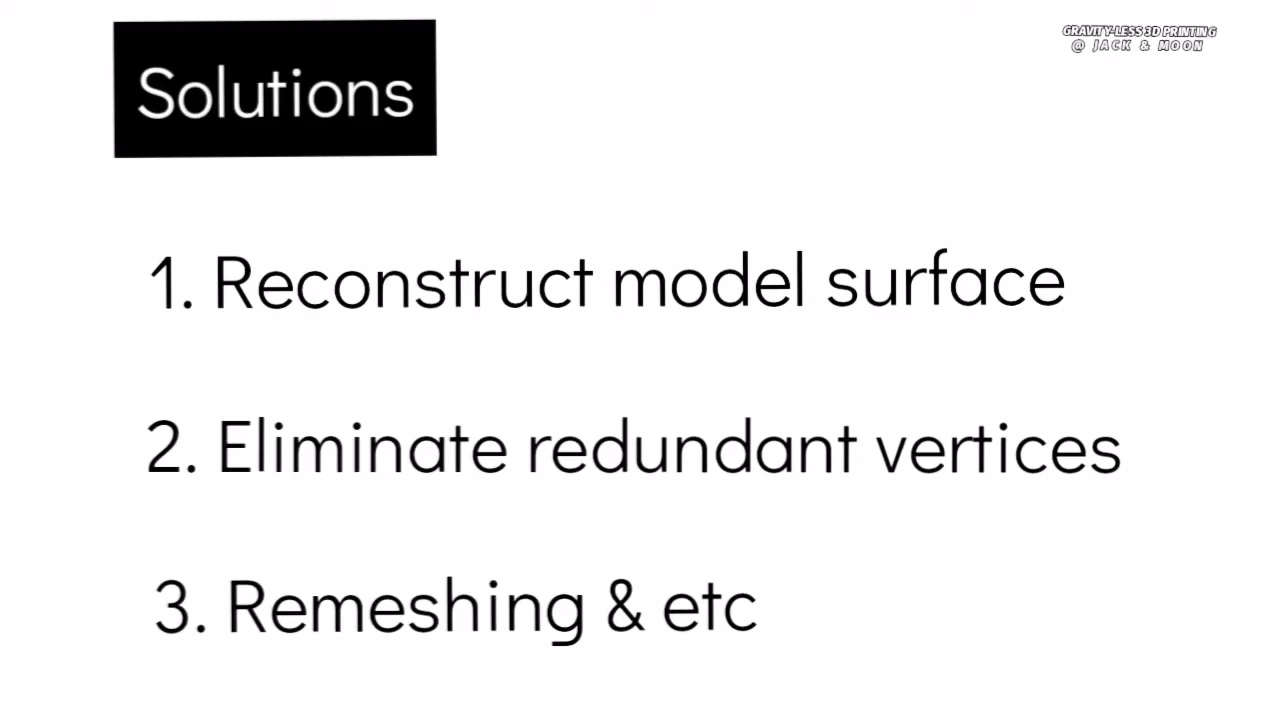 Solutions
GRAVITY-LESS 3D PRINTING
@ JACK & MOON
1. Reconstruct model surface
2. Eliminate redundant vertices
3. Remeshing & etc